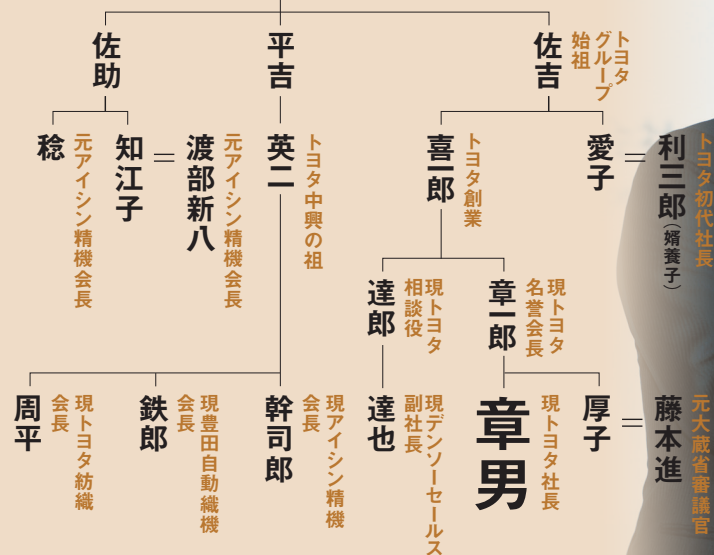 佐吉
トヨタ
グループ
始祖
平吉
佐助
利三郎（婿養子）
トヨタ初代社長
愛子
喜一郎
トヨタ創業
英二
トヨタ中興の祖
渡部新八
元アイシン精機会長
知江子
稔
元アイシン精機会長
章一郎
現トヨタ
名誉会長
達郎
現トヨタ
相談役
藤本進
元大蔵省審議官
厚子
章男
現トヨタ社長
達也
現デンソーセールス
副社長
幹司郎
現アイシン精機
会長
鉄郎
現豊田自動織機
会長
周平
現トヨタ紡織
会長